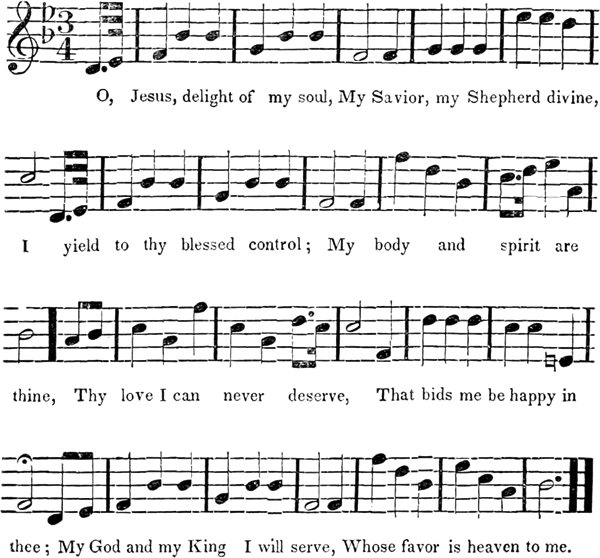 3
4
O, Jesus, delight of my soul, My Savior, my Shepherd divine,
I yield to thy blessed control; My body and spirit are
thine, Thy love I can never deserve, That bids me be happy in
thee; My God and my King I will serve, Whose favor is heaven to me.